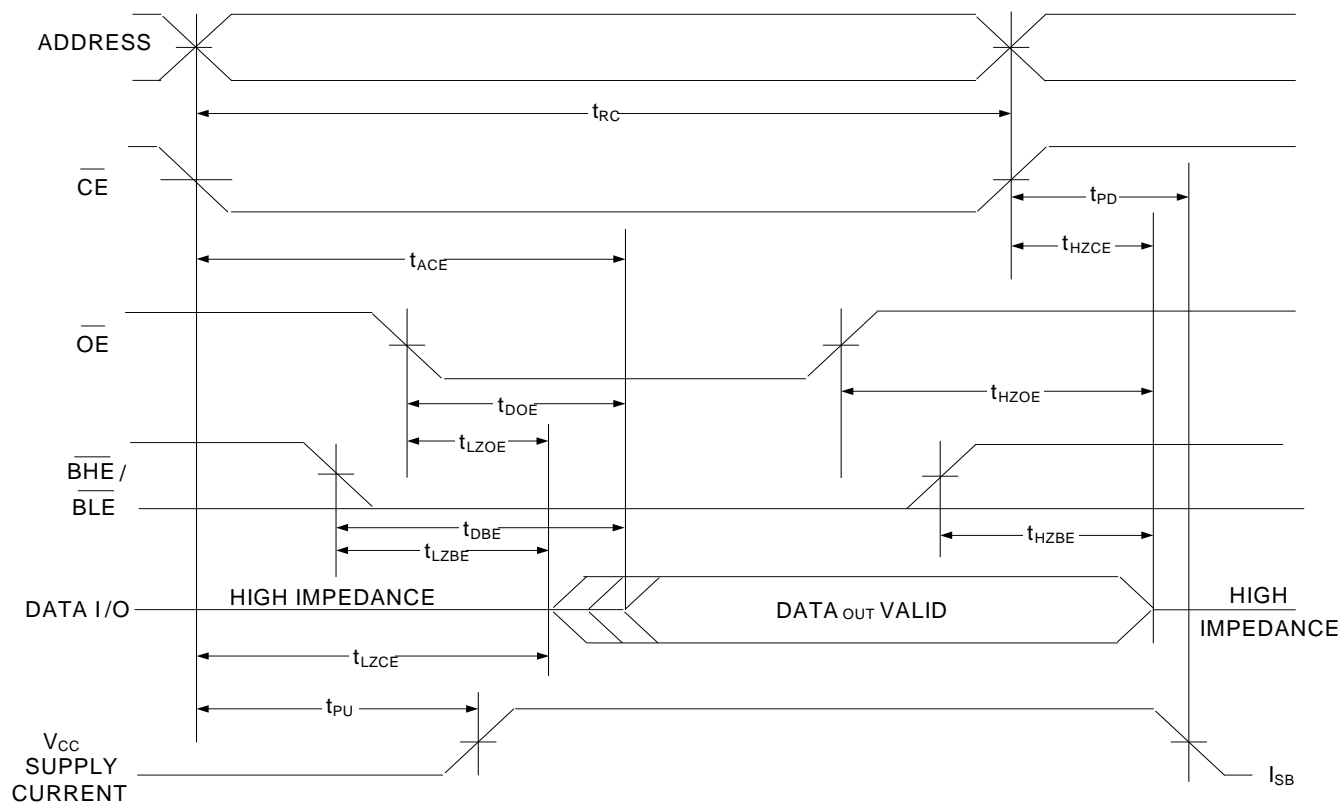 ADDRESS
tRC
CE
tPD
tHZCE
tACE
OE
tHZOE
tDOE
tLZOE
BHE /
BLE
tDBE
tHZBE
tLZBE
DATA I/O
HIGH IMPEDANCE
DATA OUT VALID
HIGH
IMPEDANCE
tLZCE
tPU
VCC
SUPPLY
CURRENT
ISB